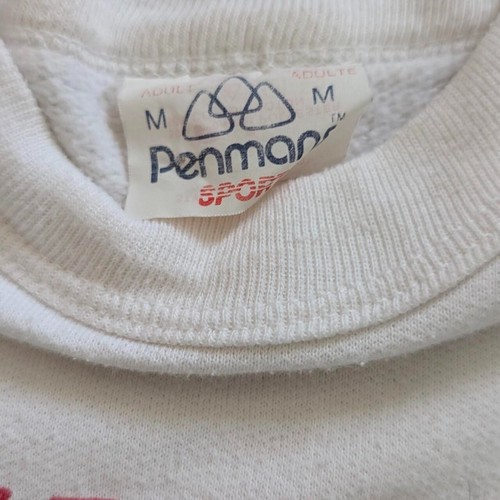 ADULT ADULTE
M M
Penmans TM
SPORT